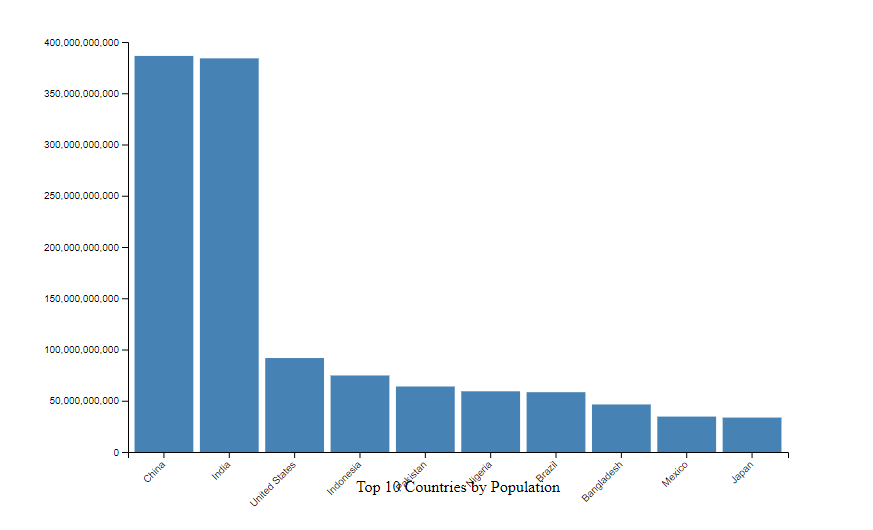 400,000,000,000
350,000,000,000
300,000,000,000
250,000,000,000
200,000,000,000
150,000,000,000
100,000,000,000
50,000,000,000
0
China
India
United States
Indonesia
Pakistan
Nigeria
Brazil
Bangladesh
Mexico
Japan
Top 10 Countries by Population